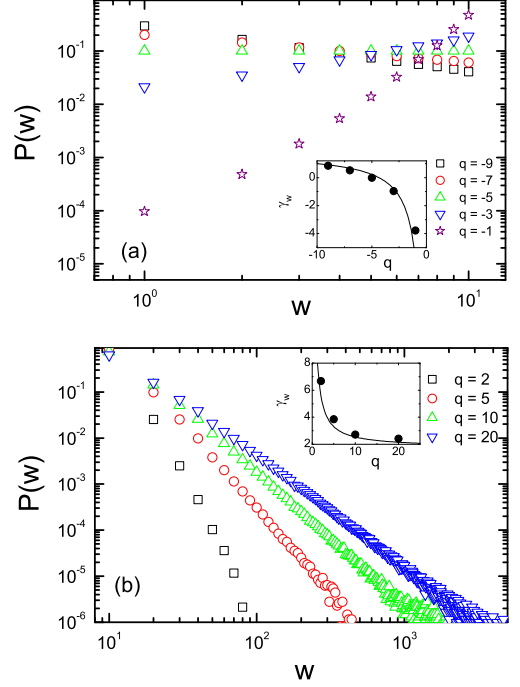 P(w)
10^-1
10^-2
10^-3
10^-4
10^-5
(a)
γ_w
0
-2
-4
-10 -5 0
q
q = -9
q = -7
q = -5
q = -3
q = -1
10^0 10^1
w
P(w)
10^-1
10^-2
10^-3
10^-4
10^-5
10^-6
(b)
γ_w
8
6
4
2
0 10 20
q
q = 2
q = 5
q = 10
q = 20
10^1 10^2 10^3
w